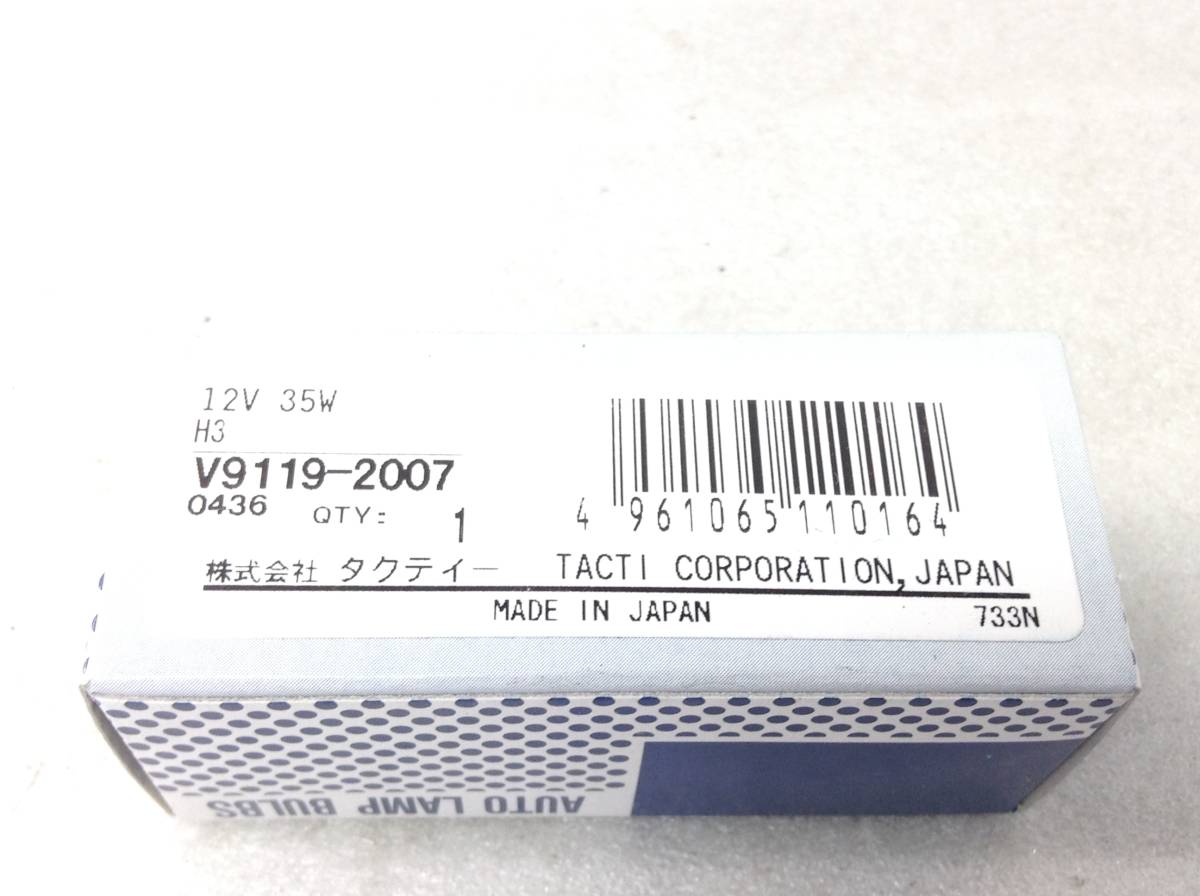 12V 35W
H3
V9119-2007
0436 QTY: 1
4 961065 110164
株式会社 タクティー TACTI CORPORATION, JAPAN
MADE IN JAPAN 733N
AUTO LAMP BULBS